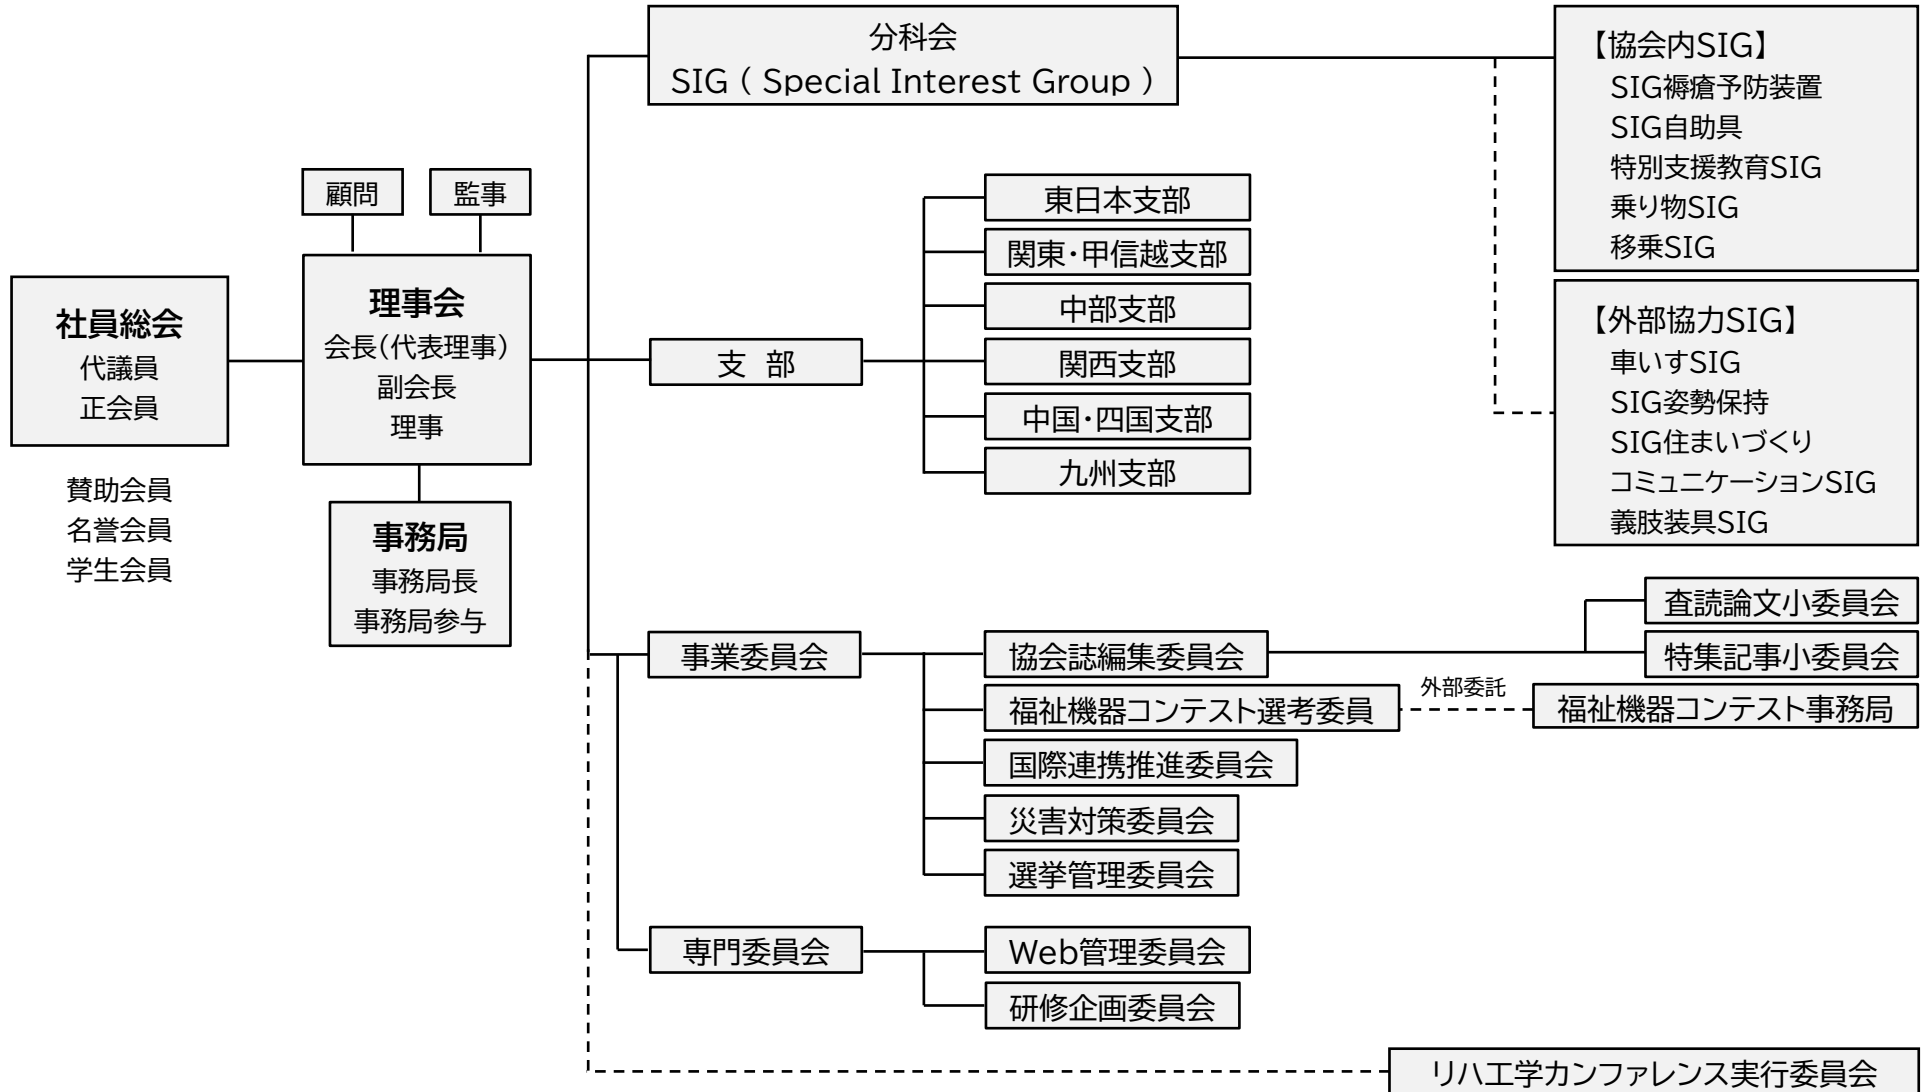 社員総会
代議員
正会員
賛助会員
名誉会員
学生会員
顧問
監事
理事会
会長(代表理事)
副会長
理事
事務局
事務局長
事務局参与
分科会
SIG ( Special Interest Group )
【協会内SIG】
SIG褥瘡予防装置
SIG自助具
特別支援教育SIG
乗り物SIG
移乗SIG
【外部協力SIG】
車いすSIG
SIG姿勢保持
SIG住まいづくり
コミュニケーションSIG
義肢装具SIG
支 部
東日本支部
関東・甲信越支部
中部支部
関西支部
中国・四国支部
九州支部
事業委員会
協会誌編集委員会
査読論文小委員会
特集記事小委員会
福祉機器コンテスト選考委員
外部委託
福祉機器コンテスト事務局
国際連携推進委員会
災害対策委員会
選挙管理委員会
専門委員会
Web管理委員会
研修企画委員会
リハ工学カンファレンス実行委員会